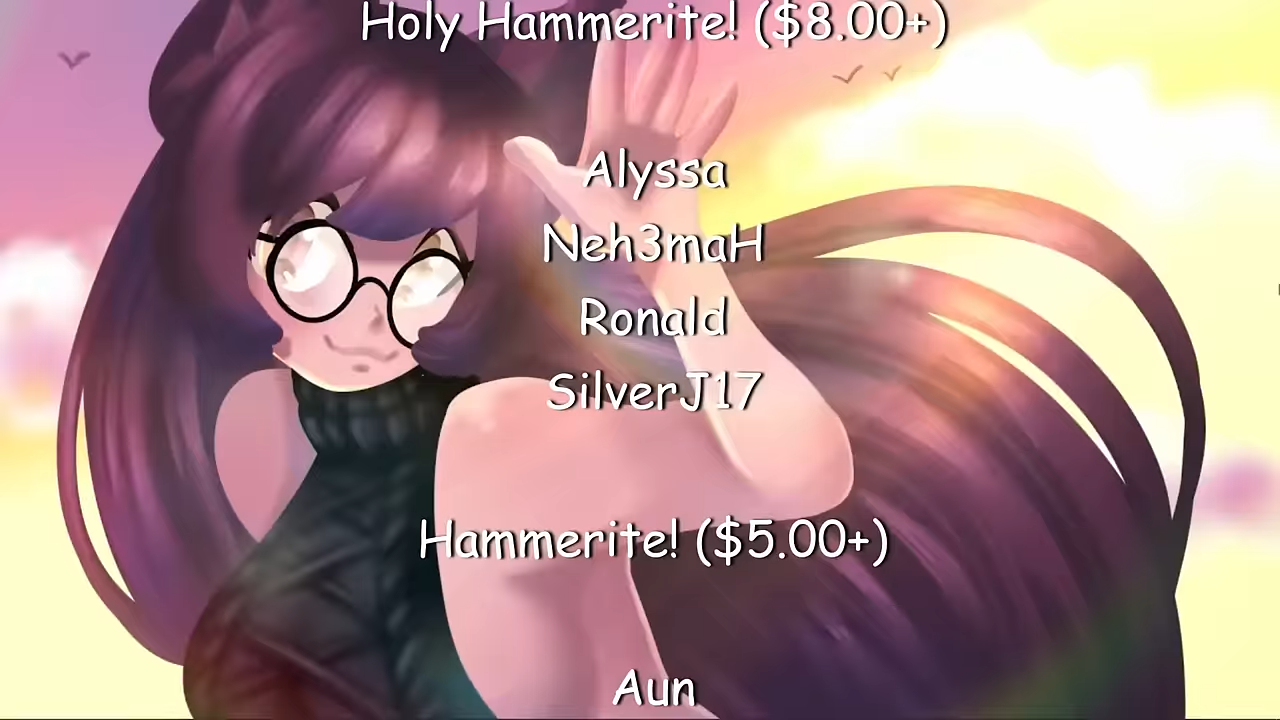 Holy Hammerite! ($8.00+)
Alyssa
Neh3maH
Ronald
SilverJ17
Hammerite! ($5.00+)
Aun